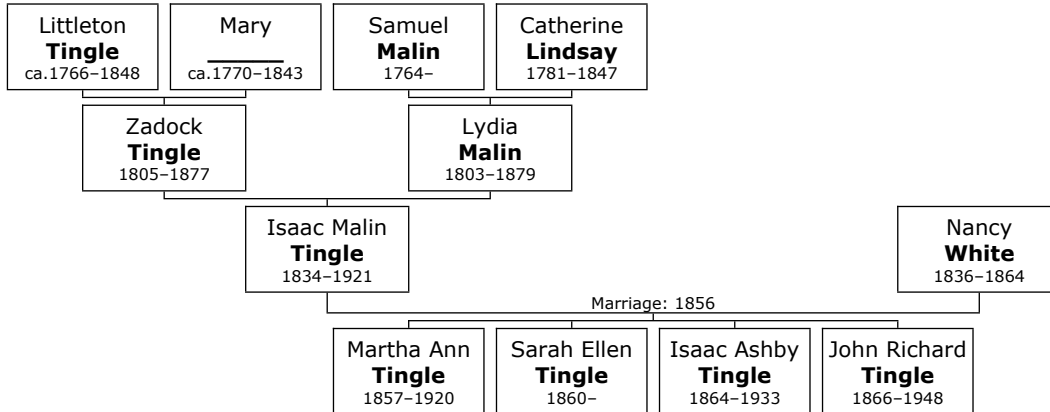 Littleton
Tingle
ca.1766–1848
Mary
ca.1770–1843
Samuel
Malin
1764–
Catherine
Lindsay
1781–1847
Zadock
Tingle
1805–1877
Lydia
Malin
1803–1879
Isaac Malin
Tingle
1834–1921
Nancy
White
1836–1864
Marriage: 1856
Martha Ann
Tingle
1857–1920
Sarah Ellen
Tingle
1860–
Isaac Ashby
Tingle
1864–1933
John Richard
Tingle
1866–1948